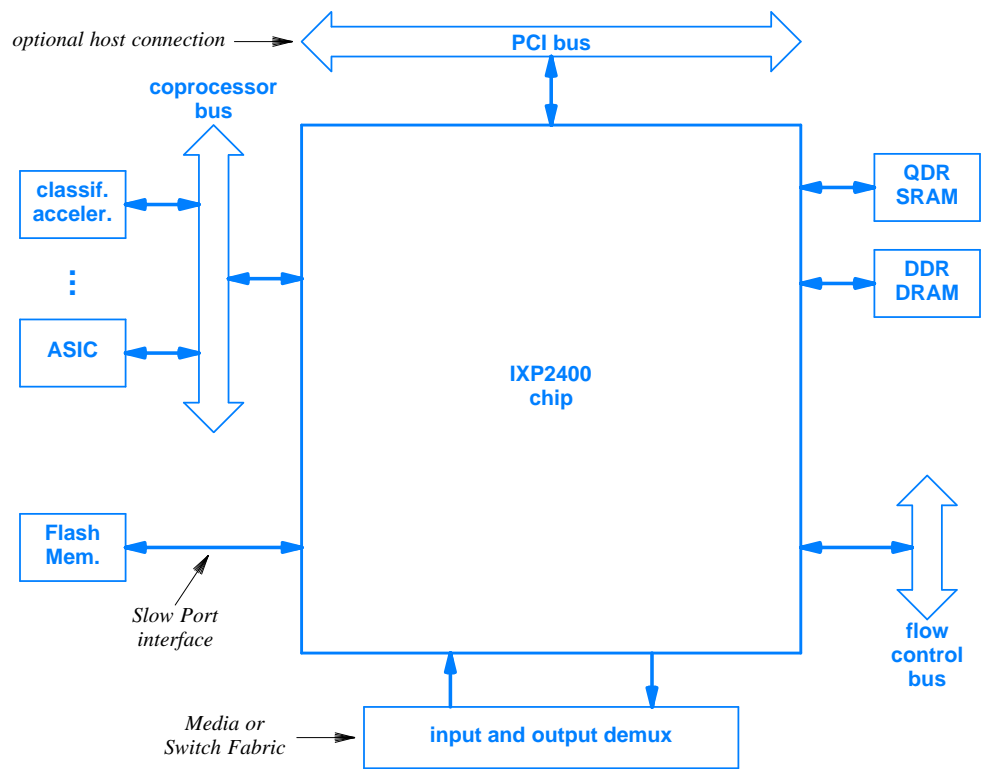 optional host connection
PCI bus
coprocessor
bus
classif.
acceler.
QDR
SRAM
DDR
DRAM
ASIC
IXP2400
chip
Flash
Mem.
Slow Port
interface
flow
control
bus
Media or
Switch Fabric
input and output demux